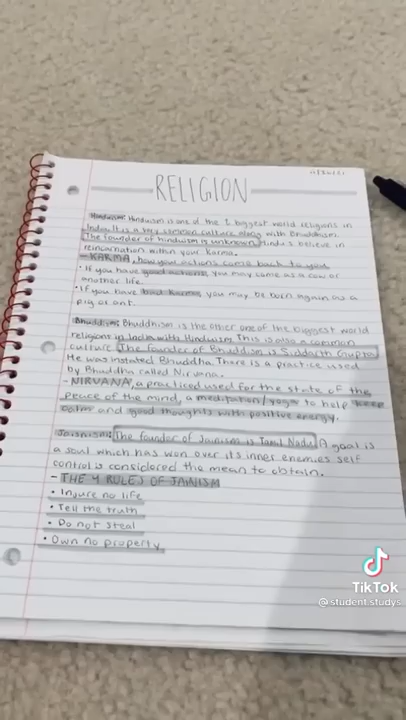 RELIGION
Hinduism: Hinduism is one of the 2 biggest world religions in
India. It is a very common culture along with Bhuddhism.
The founder of hinduism is unknown. Hindu's believe in
reincarnation within your karma.
- KARMA, how your actions come back to you
• If you have good actions, you may come as a cow or
another life.
• If you have bad karma, you may be born again as a
pig or ant.
Bhuddism: Bhuddhism is the other one of the biggest world
religions in India with Hinduism. This is also a common
culture. The founder of Bhuddism is Siddarth Gupta
He was instated Bhuddha. There is a practice used
by Bhuddha called Nirvana.
- NIRVANA, a practiced used for the state of the
peace of the mind, a meditation/yoga to help keep
calm and good thoughts with positive energy.
Jainism: The founder of Jainism is Tamil Nadu. A goal is
a soul which has won over its inner enemies self
control is considered the mean to obtain.
- THE 4 RULES OF JAINISM
• Injure no life
• Tell the truth
• Do not steal
• Own no property
TikTok
@student.studys